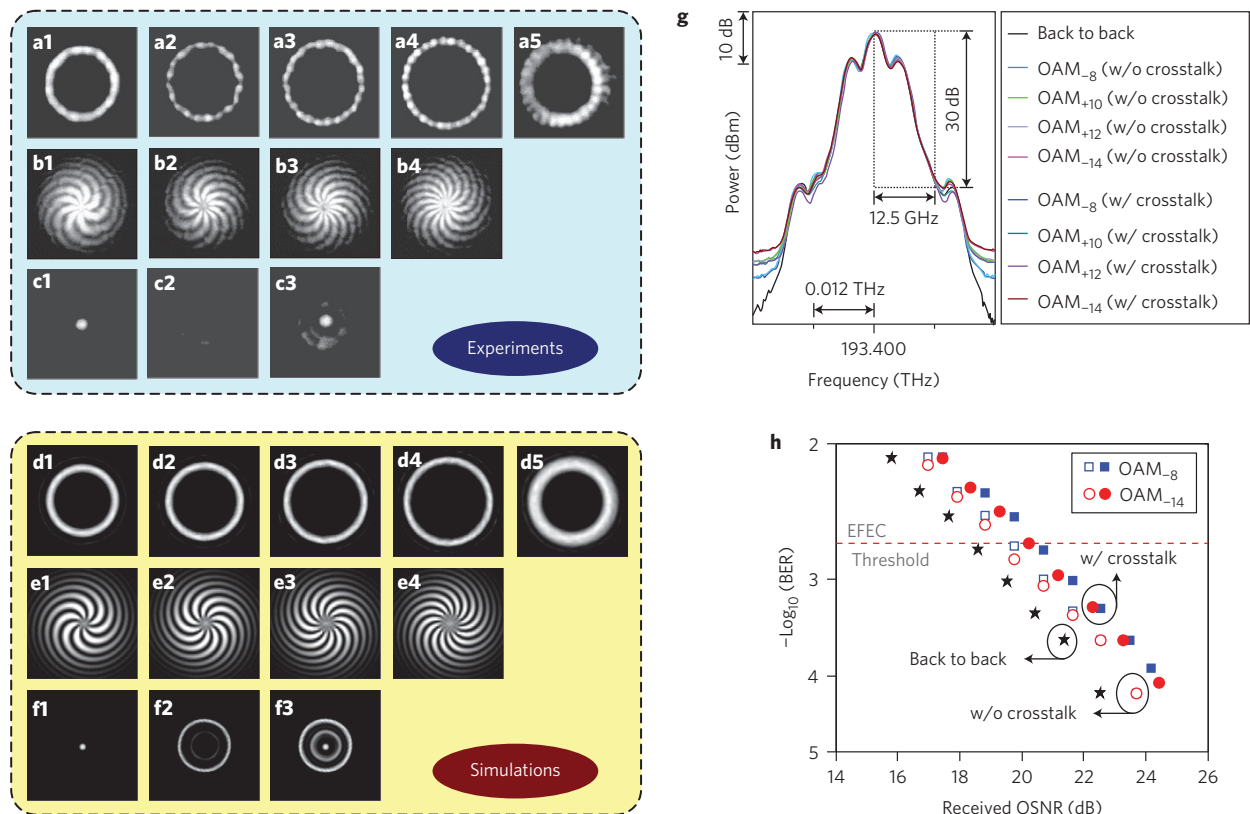 a1 a2 a3 a4 a5
b1 b2 b3 b4
c1 c2 c3
Experiments
d1 d2 d3 d4 d5
e1 e2 e3 e4
f1 f2 f3
Simulations
g
10 dB
Power (dBm)
30 dB
12.5 GHz
0.012 THz
193.400
Frequency (THz)
Back to back
OAM₋₈ (w/o crosstalk)
OAM₊₁₀ (w/o crosstalk)
OAM₊₁₂ (w/o crosstalk)
OAM₋₁₄ (w/o crosstalk)
OAM₋₈ (w/ crosstalk)
OAM₊₁₀ (w/ crosstalk)
OAM₊₁₂ (w/ crosstalk)
OAM₋₁₄ (w/ crosstalk)
h
−Log₁₀ (BER)
2
3
4
5
OAM₋₈
OAM₋₁₄
EFEC
Threshold
w/ crosstalk
Back to back
w/o crosstalk
14 16 18 20 22 24 26
Received OSNR (dB)